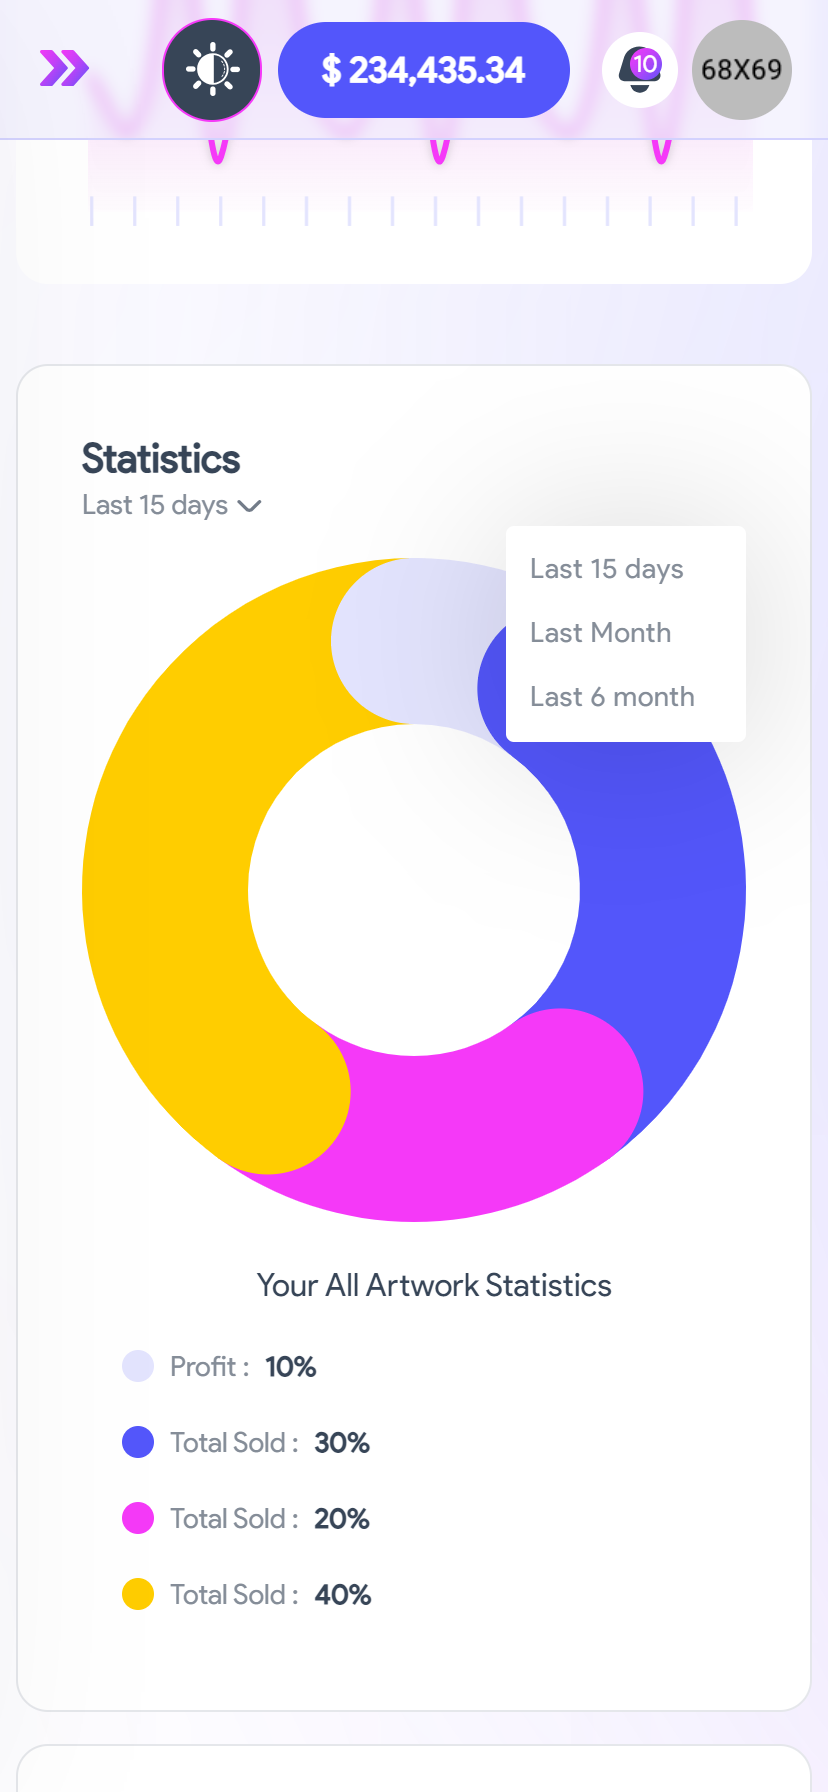 $ 234,435.34
10
68X69
Statistics
Last 15 days
Last 15 days
Last Month
Last 6 month
Your All Artwork Statistics
Profit : 10%
Total Sold : 30%
Total Sold : 20%
Total Sold : 40%